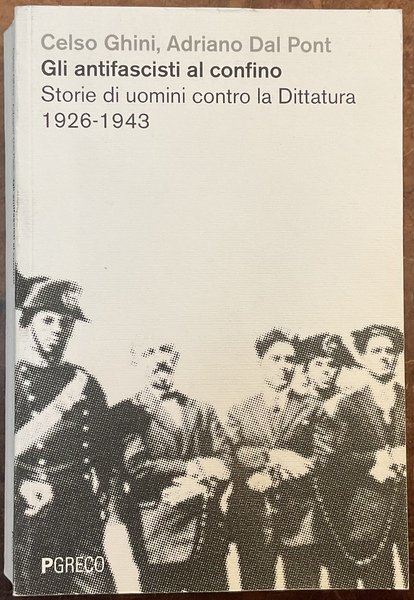 Celso Ghini, Adriano Dal Pont
Gli antifascisti al confino
Storie di uomini contro la Dittatura
1926-1943
PGRECO